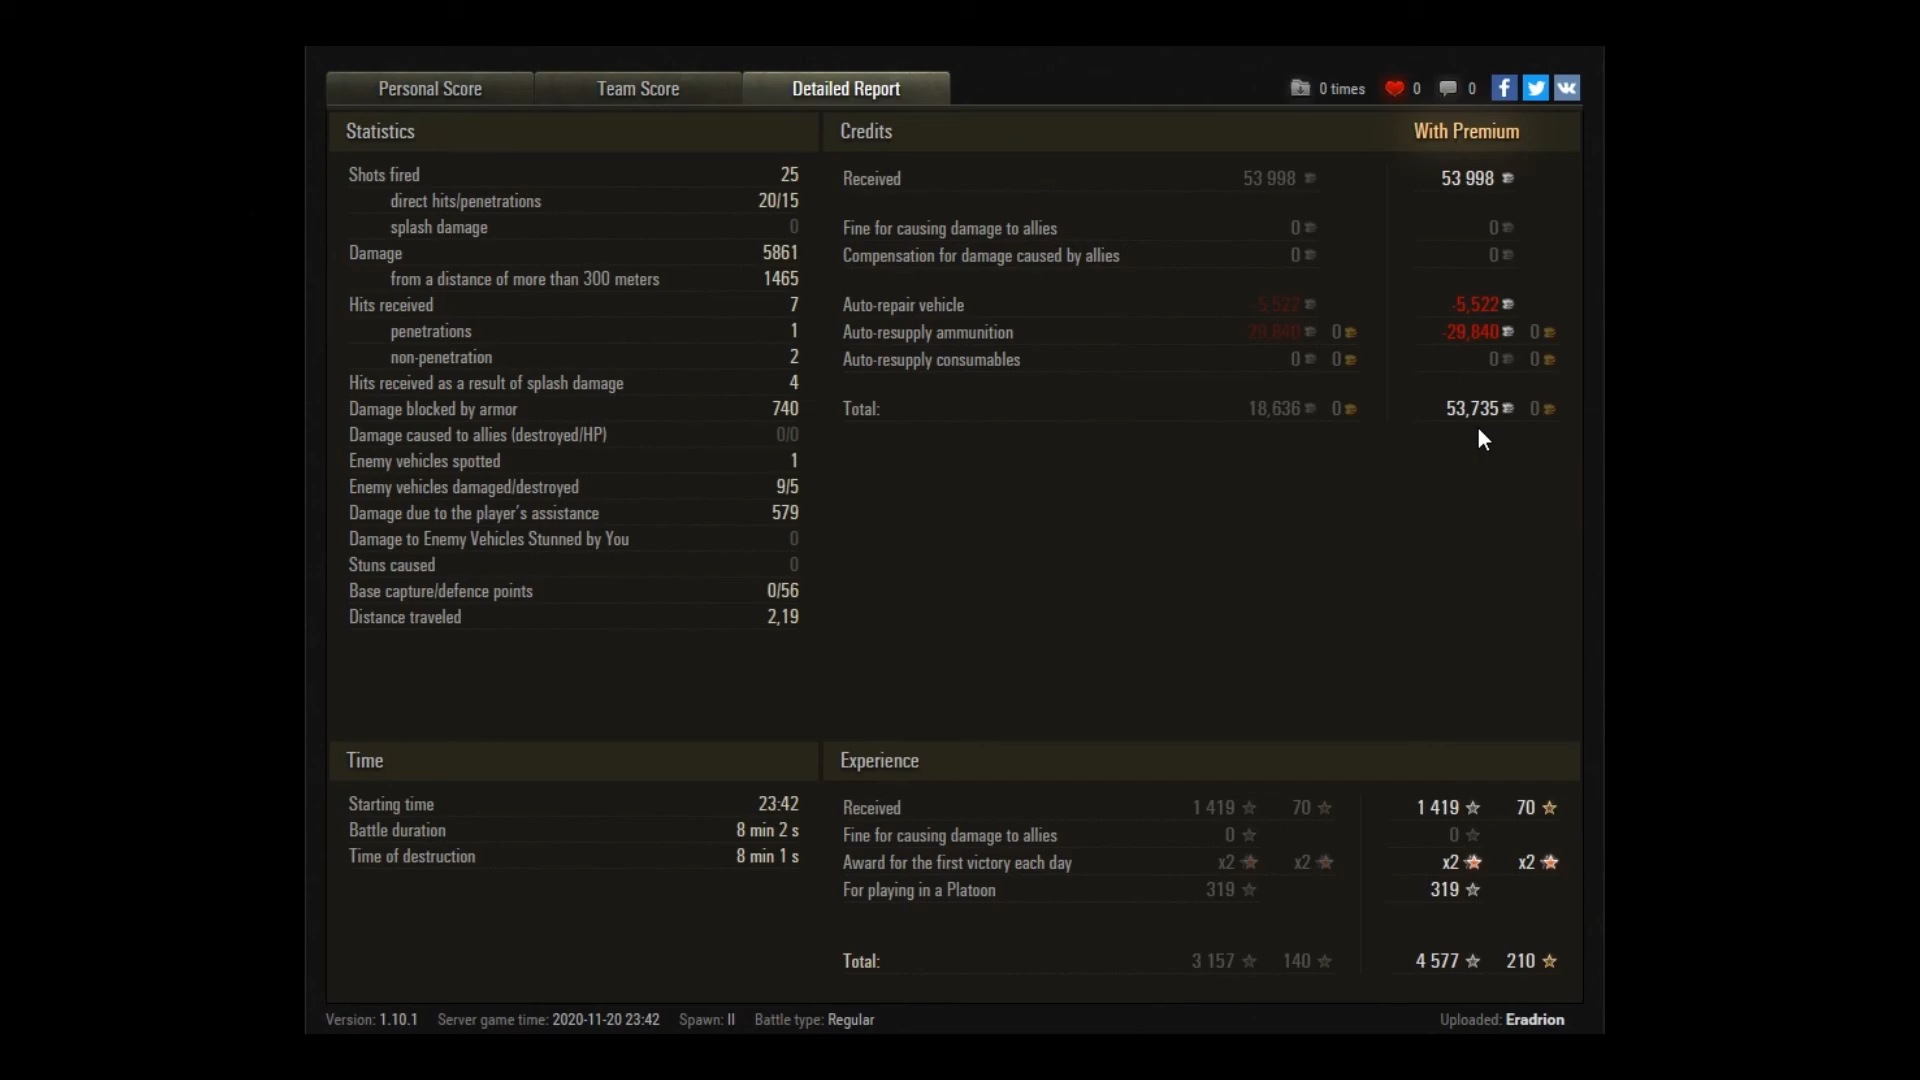 Personal Score Team Score Detailed Report 0 times 0 0
Statistics
Shots fired 25
direct hits/penetrations 20/15
splash damage 0
Damage 5861
from a distance of more than 300 meters 1465
Hits received 7
penetrations 1
non-penetration 2
Hits received as a result of splash damage 4
Damage blocked by armor 740
Damage caused to allies (destroyed/HP) 0/0
Enemy vehicles spotted 1
Enemy vehicles damaged/destroyed 9/5
Damage due to the player's assistance 579
Damage to Enemy Vehicles Stunned by You 0
Stuns caused 0
Base capture/defence points 0/56
Distance traveled 2,19
Credits With Premium
Received 53 998 53 998
Fine for causing damage to allies 0 0
Compensation for damage caused by allies 0 0
Auto-repair vehicle -5,522 -5,522
Auto-resupply ammunition -29,840 0 -29,840 0
Auto-resupply consumables 0 0 0 0
Total: 18,636 0 53,735 0
Time
Starting time 23:42
Battle duration 8 min 2 s
Time of destruction 8 min 1 s
Experience
Received 1 419 70 1 419 70
Fine for causing damage to allies 0 0
Award for the first victory each day x2 x2 x2 x2
For playing in a Platoon 319 319
Total: 3 157 140 4 577 210
Version: 1.10.1 Server game time: 2020-11-20 23:42 Spawn: II Battle type: Regular Uploaded: Eradrion